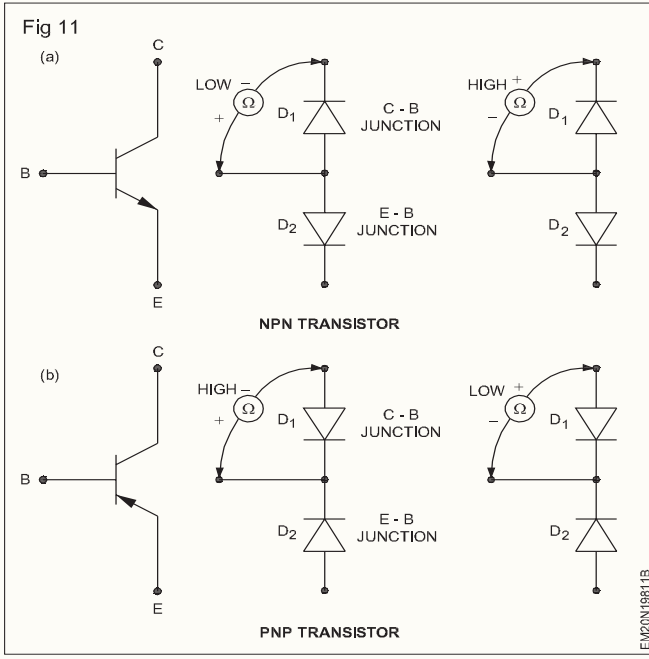 Fig 11
(a)
C
B
E
LOW
−
Ω
+
D1
C - B
JUNCTION
D2
E - B
JUNCTION
HIGH
+
Ω
−
D1
D2
NPN TRANSISTOR
(b)
C
B
E
HIGH
−
Ω
+
D1
C - B
JUNCTION
D2
E - B
JUNCTION
LOW
+
Ω
−
D1
D2
PNP TRANSISTOR
EM20N19811B